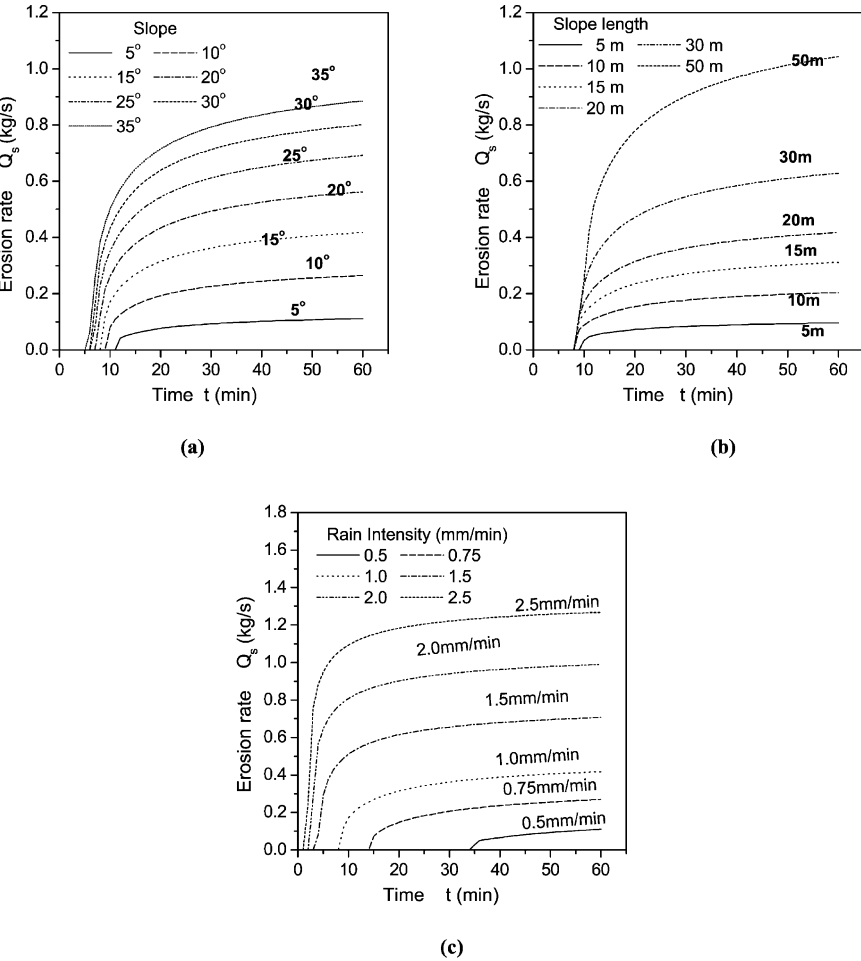 Slope
5° 10°
15° 20°
25° 30°
35°
35°
30°
25°
20°
15°
10°
5°
Erosion rate Qs (kg/s)
1.2
1.0
0.8
0.6
0.4
0.2
0.0
0 10 20 30 40 50 60
Time t (min)
(a)
Slope length
5 m 30 m
10 m 50 m
15 m
20 m
50m
30m
20m
15m
10m
5m
Erosion rate Qs (kg/s)
1.2
1.0
0.8
0.6
0.4
0.2
0.0
0 10 20 30 40 50 60
Time t (min)
(b)
Rain Intensity (mm/min)
0.5 0.75
1.0 1.5
2.0 2.5
2.5mm/min
2.0mm/min
1.5mm/min
1.0mm/min
0.75mm/min
0.5mm/min
Erosion rate Qs (kg/s)
1.8
1.6
1.4
1.2
1.0
0.8
0.6
0.4
0.2
0.0
0 10 20 30 40 50 60
Time t (min)
(c)